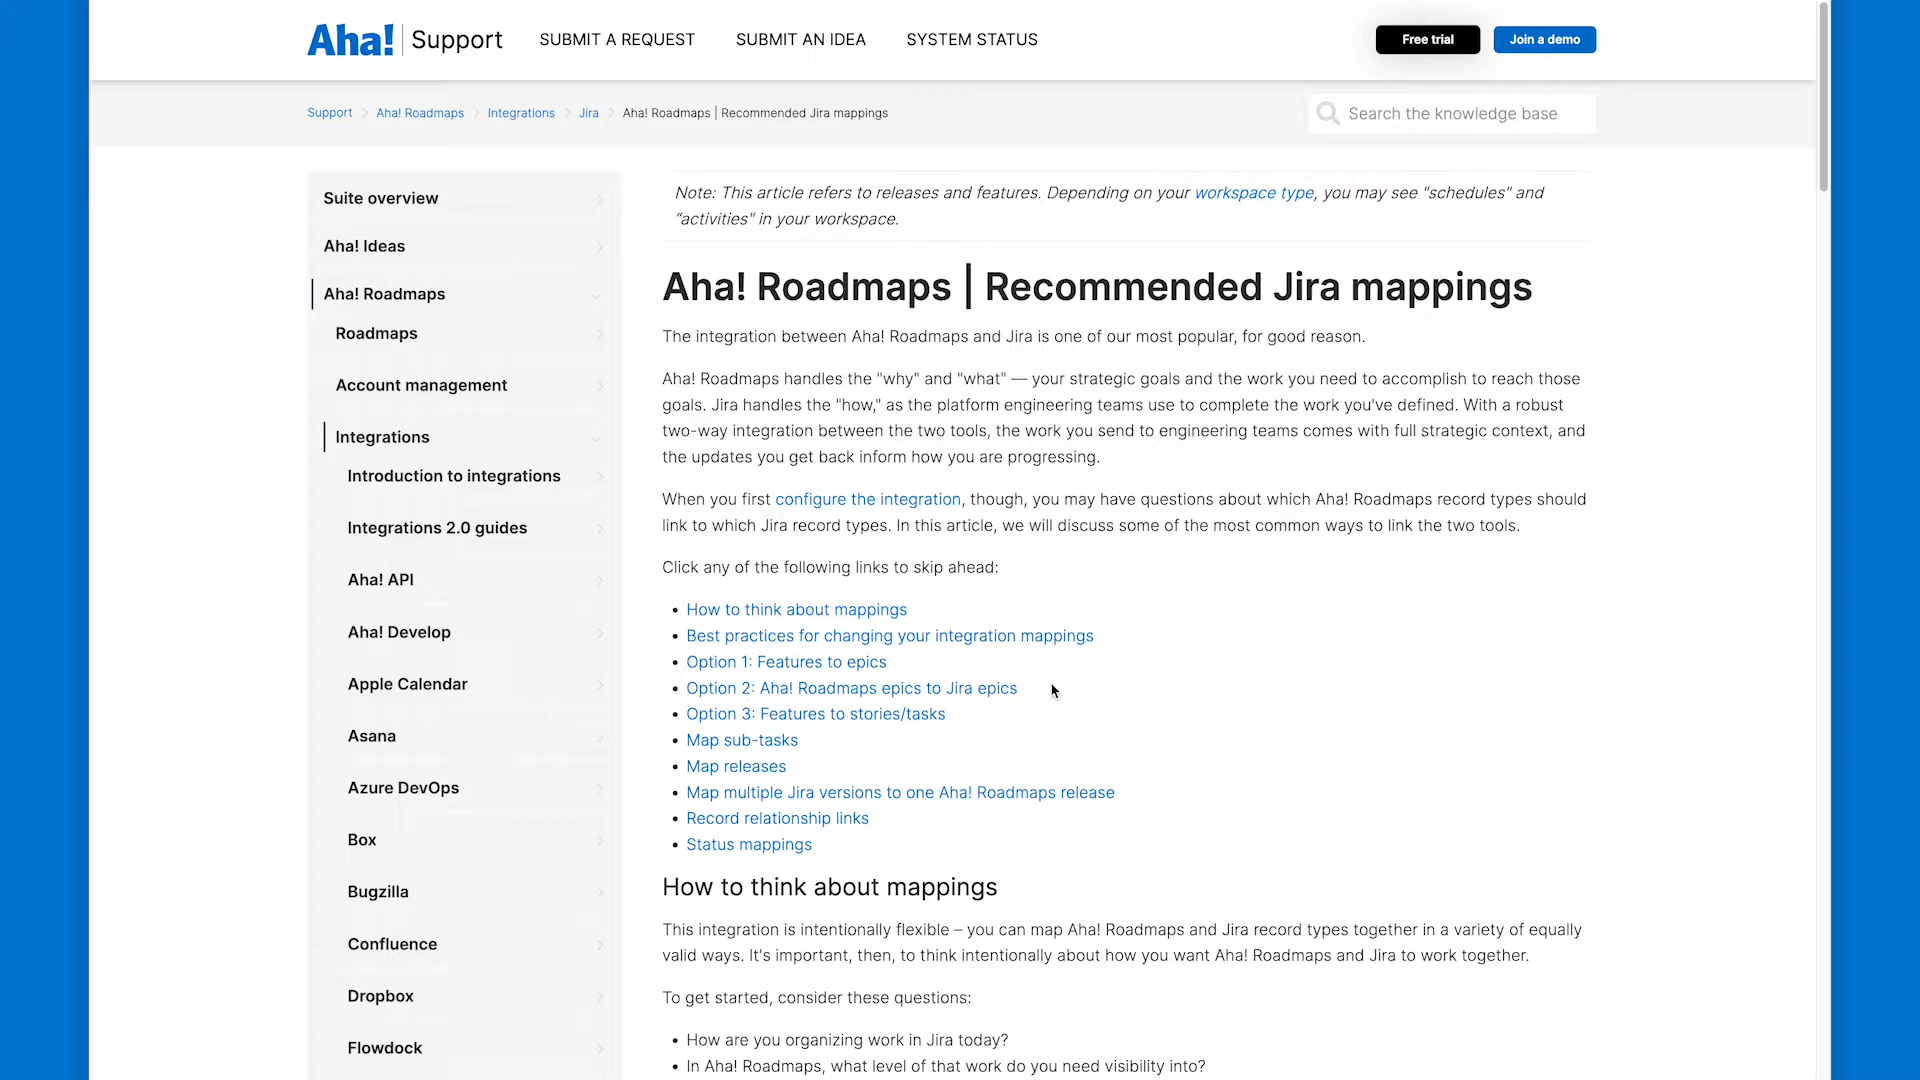 Aha! Support SUBMIT A REQUEST SUBMIT AN IDEA SYSTEM STATUS Free trial Join a demo
Support Aha! Roadmaps Integrations Jira Aha! Roadmaps | Recommended Jira mappings Search the knowledge base
Suite overview
Aha! Ideas
Aha! Roadmaps
Roadmaps
Account management
Integrations
Introduction to integrations
Integrations 2.0 guides
Aha! API
Aha! Develop
Apple Calendar
Asana
Azure DevOps
Box
Bugzilla
Confluence
Dropbox
Flowdock
Note: This article refers to releases and features. Depending on your workspace type, you may see "schedules" and
“activities" in your workspace.
Aha! Roadmaps | Recommended Jira mappings
The integration between Aha! Roadmaps and Jira is one of our most popular, for good reason.
Aha! Roadmaps handles the "why" and "what" — your strategic goals and the work you need to accomplish to reach those
goals. Jira handles the "how," as the platform engineering teams use to complete the work you've defined. With a robust
two-way integration between the two tools, the work you send to engineering teams comes with full strategic context, and
the updates you get back inform how you are progressing.
When you first configure the integration, though, you may have questions about which Aha! Roadmaps record types should
link to which Jira record types. In this article, we will discuss some of the most common ways to link the two tools.
Click any of the following links to skip ahead:
• How to think about mappings
• Best practices for changing your integration mappings
• Option 1: Features to epics
• Option 2: Aha! Roadmaps epics to Jira epics
• Option 3: Features to stories/tasks
• Map sub-tasks
• Map releases
• Map multiple Jira versions to one Aha! Roadmaps release
• Record relationship links
• Status mappings
How to think about mappings
This integration is intentionally flexible – you can map Aha! Roadmaps and Jira record types together in a variety of equally
valid ways. It's important, then, to think intentionally about how you want Aha! Roadmaps and Jira to work together.
To get started, consider these questions:
• How are you organizing work in Jira today?
• In Aha! Roadmaps, what level of that work do you need visibility into?